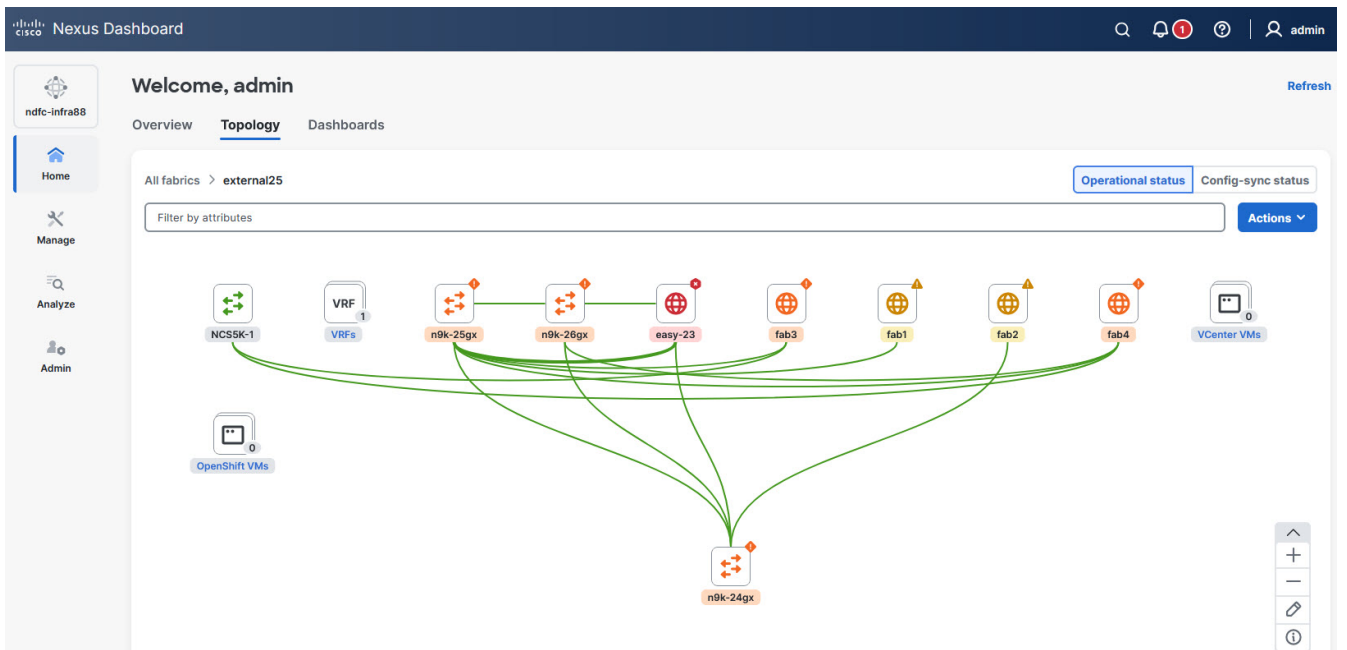 cisco Nexus Dashboard
1
admin
ndfc-infra88
Home
Manage
Analyze
Admin
Welcome, admin
Refresh
Overview Topology Dashboards
All fabrics > external25
Operational status Config-sync status
Filter by attributes
Actions
NCS5K-1
VRF
1
VRFs
n9k-25gx
n9k-26gx
easy-23
fab3
fab1
fab2
fab4
0
VCenter VMs
0
OpenShift VMs
n9k-24gx